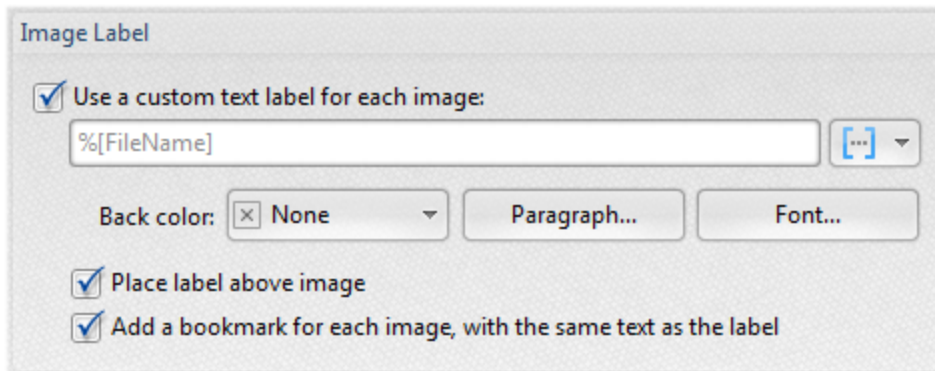 Image Label
Use a custom text label for each image:
%[FileName]
Back color: None Paragraph... Font...
Place label above image
Add a bookmark for each image, with the same text as the label